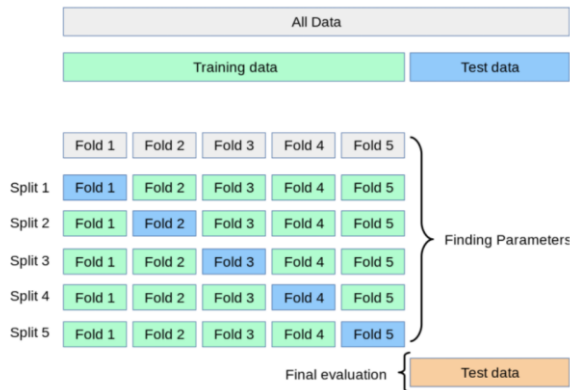 All Data
Training data Test data
Fold 1 Fold 2 Fold 3 Fold 4 Fold 5
Split 1 Fold 1 Fold 2 Fold 3 Fold 4 Fold 5
Split 2 Fold 1 Fold 2 Fold 3 Fold 4 Fold 5
Finding Parameters
Split 3 Fold 1 Fold 2 Fold 3 Fold 4 Fold 5
Split 4 Fold 1 Fold 2 Fold 3 Fold 4 Fold 5
Split 5 Fold 1 Fold 2 Fold 3 Fold 4 Fold 5
Final evaluation Test data